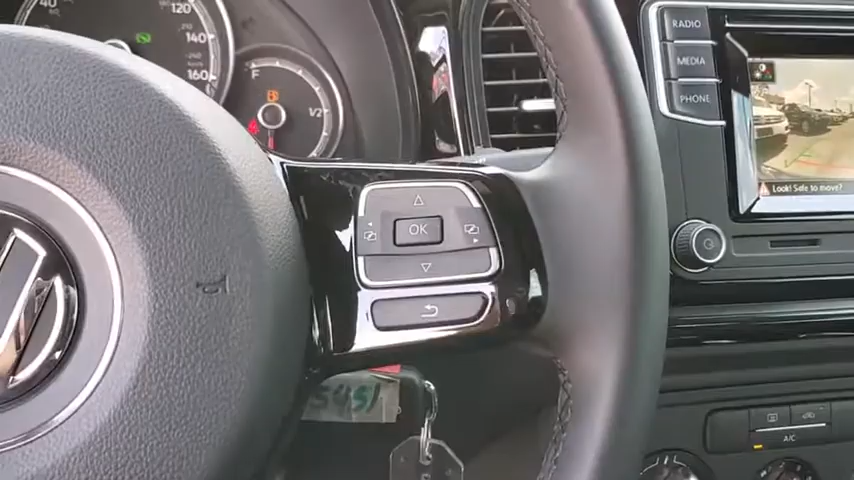 40
120
140
160
F
1/2
RADIO
MEDIA
PHONE
Look! Safe to move?
OK
A/C